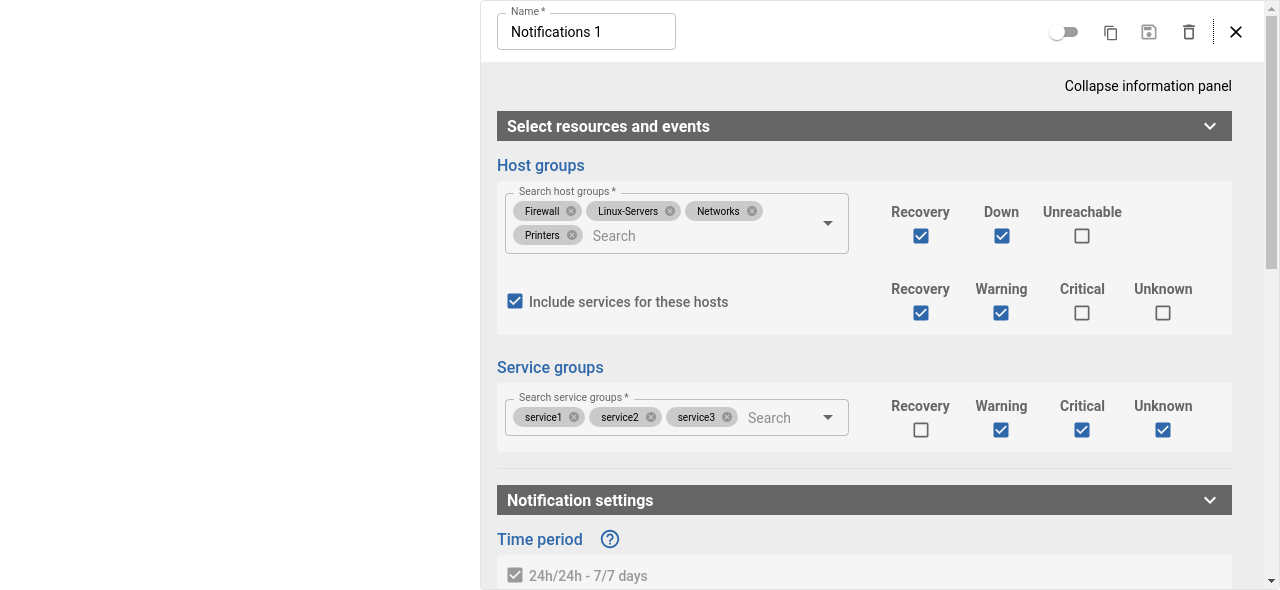 Name *
Notifications 1
Collapse information panel
Select resources and events
Host groups
Search host groups *
Firewall Linux-Servers Networks
Printers Search
Recovery Down Unreachable
Include services for these hosts
Recovery Warning Critical Unknown
Service groups
Search service groups *
service1 service2 service3 Search
Recovery Warning Critical Unknown
Notification settings
Time period ?
24h/24h - 7/7 days